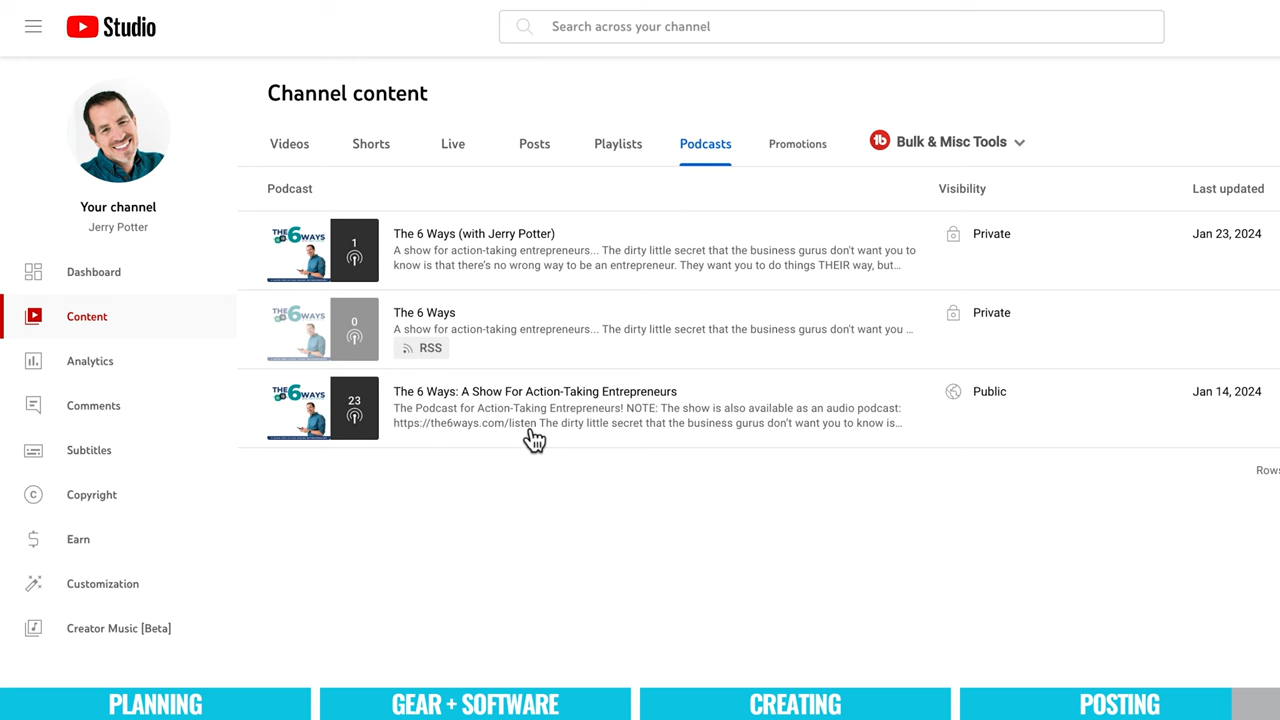 Studio
Search across your channel
Your channel
Jerry Potter
Dashboard
Content
Analytics
Comments
Subtitles
Copyright
Earn
Customization
Creator Music [Beta]
Channel content
Videos Shorts Live Posts Playlists Podcasts Promotions Bulk & Misc Tools
Podcast Visibility Last updated
THE 6 WAYS
1
The 6 Ways (with Jerry Potter)
A show for action-taking entrepreneurs... The dirty little secret that the business gurus don't want you to
know is that there's no wrong way to be an entrepreneur. They want you to do things THEIR way, but...
Private Jan 23, 2024
THE 6 WAYS
0
The 6 Ways
A show for action-taking entrepreneurs... The dirty little secret that the business gurus don't want you ...
RSS
Private
THE 6 WAYS
23
The 6 Ways: A Show For Action-Taking Entrepreneurs
The Podcast for Action-Taking Entrepreneurs! NOTE: The show is also available as an audio podcast:
https://the6ways.com/listen The dirty little secret that the business gurus don't want you to know is...
Public Jan 14, 2024
Rows
PLANNING GEAR + SOFTWARE CREATING POSTING